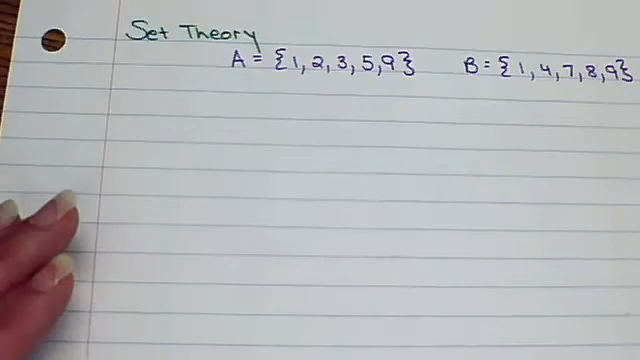 Set Theory
A = {1, 2, 3, 5, 9} B = {1, 4, 7, 8, 9}